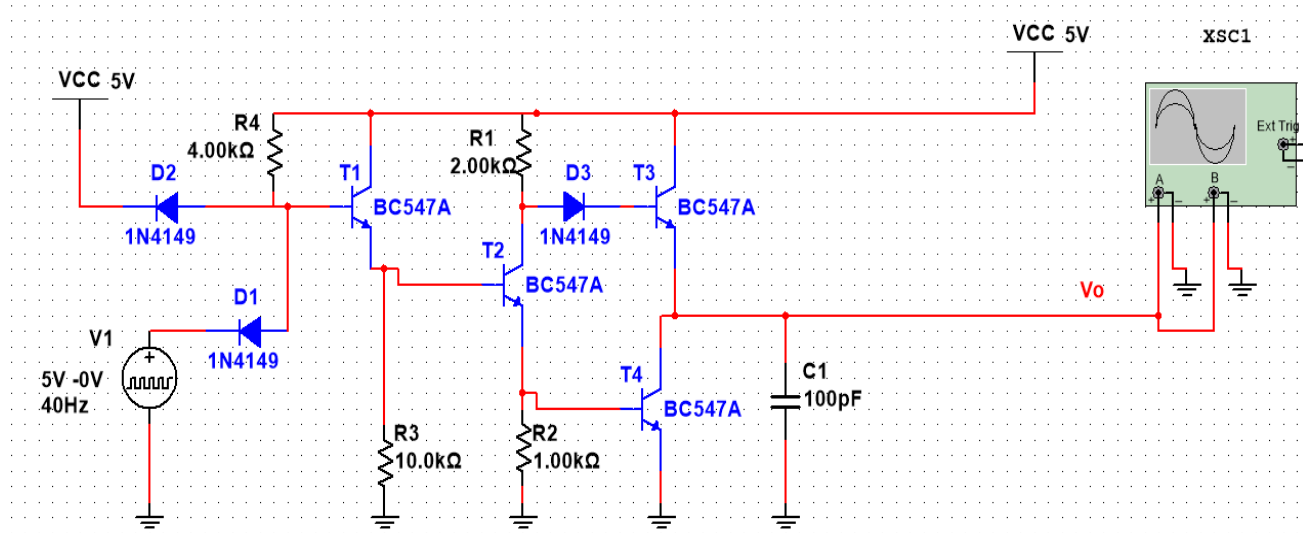 VCC 5V
XSC1
VCC 5V
R4
4.00kΩ
R1
2.00kΩ
Ext Trig
+
−
D2
T1
D3
T3
A
B
+
−
+
−
BC547A
BC547A
1N4149
1N4149
T2
BC547A
D1
Vo
V1
1N4149
+
5V -0V
40Hz
T4
C1
100pF
BC547A
R3
10.0kΩ
R2
1.00kΩ